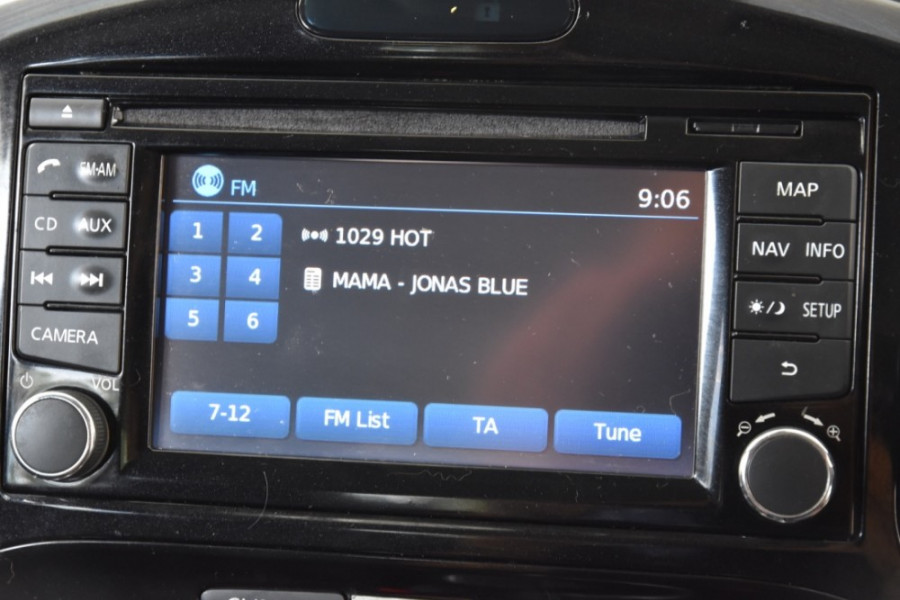 FM·AM
CD AUX
CAMERA
VOL
FM
9:06
1 2
1029 HOT
3 4
MAMA - JONAS BLUE
5 6
7-12
FM List
TA
Tune
MAP
NAV INFO
SETUP